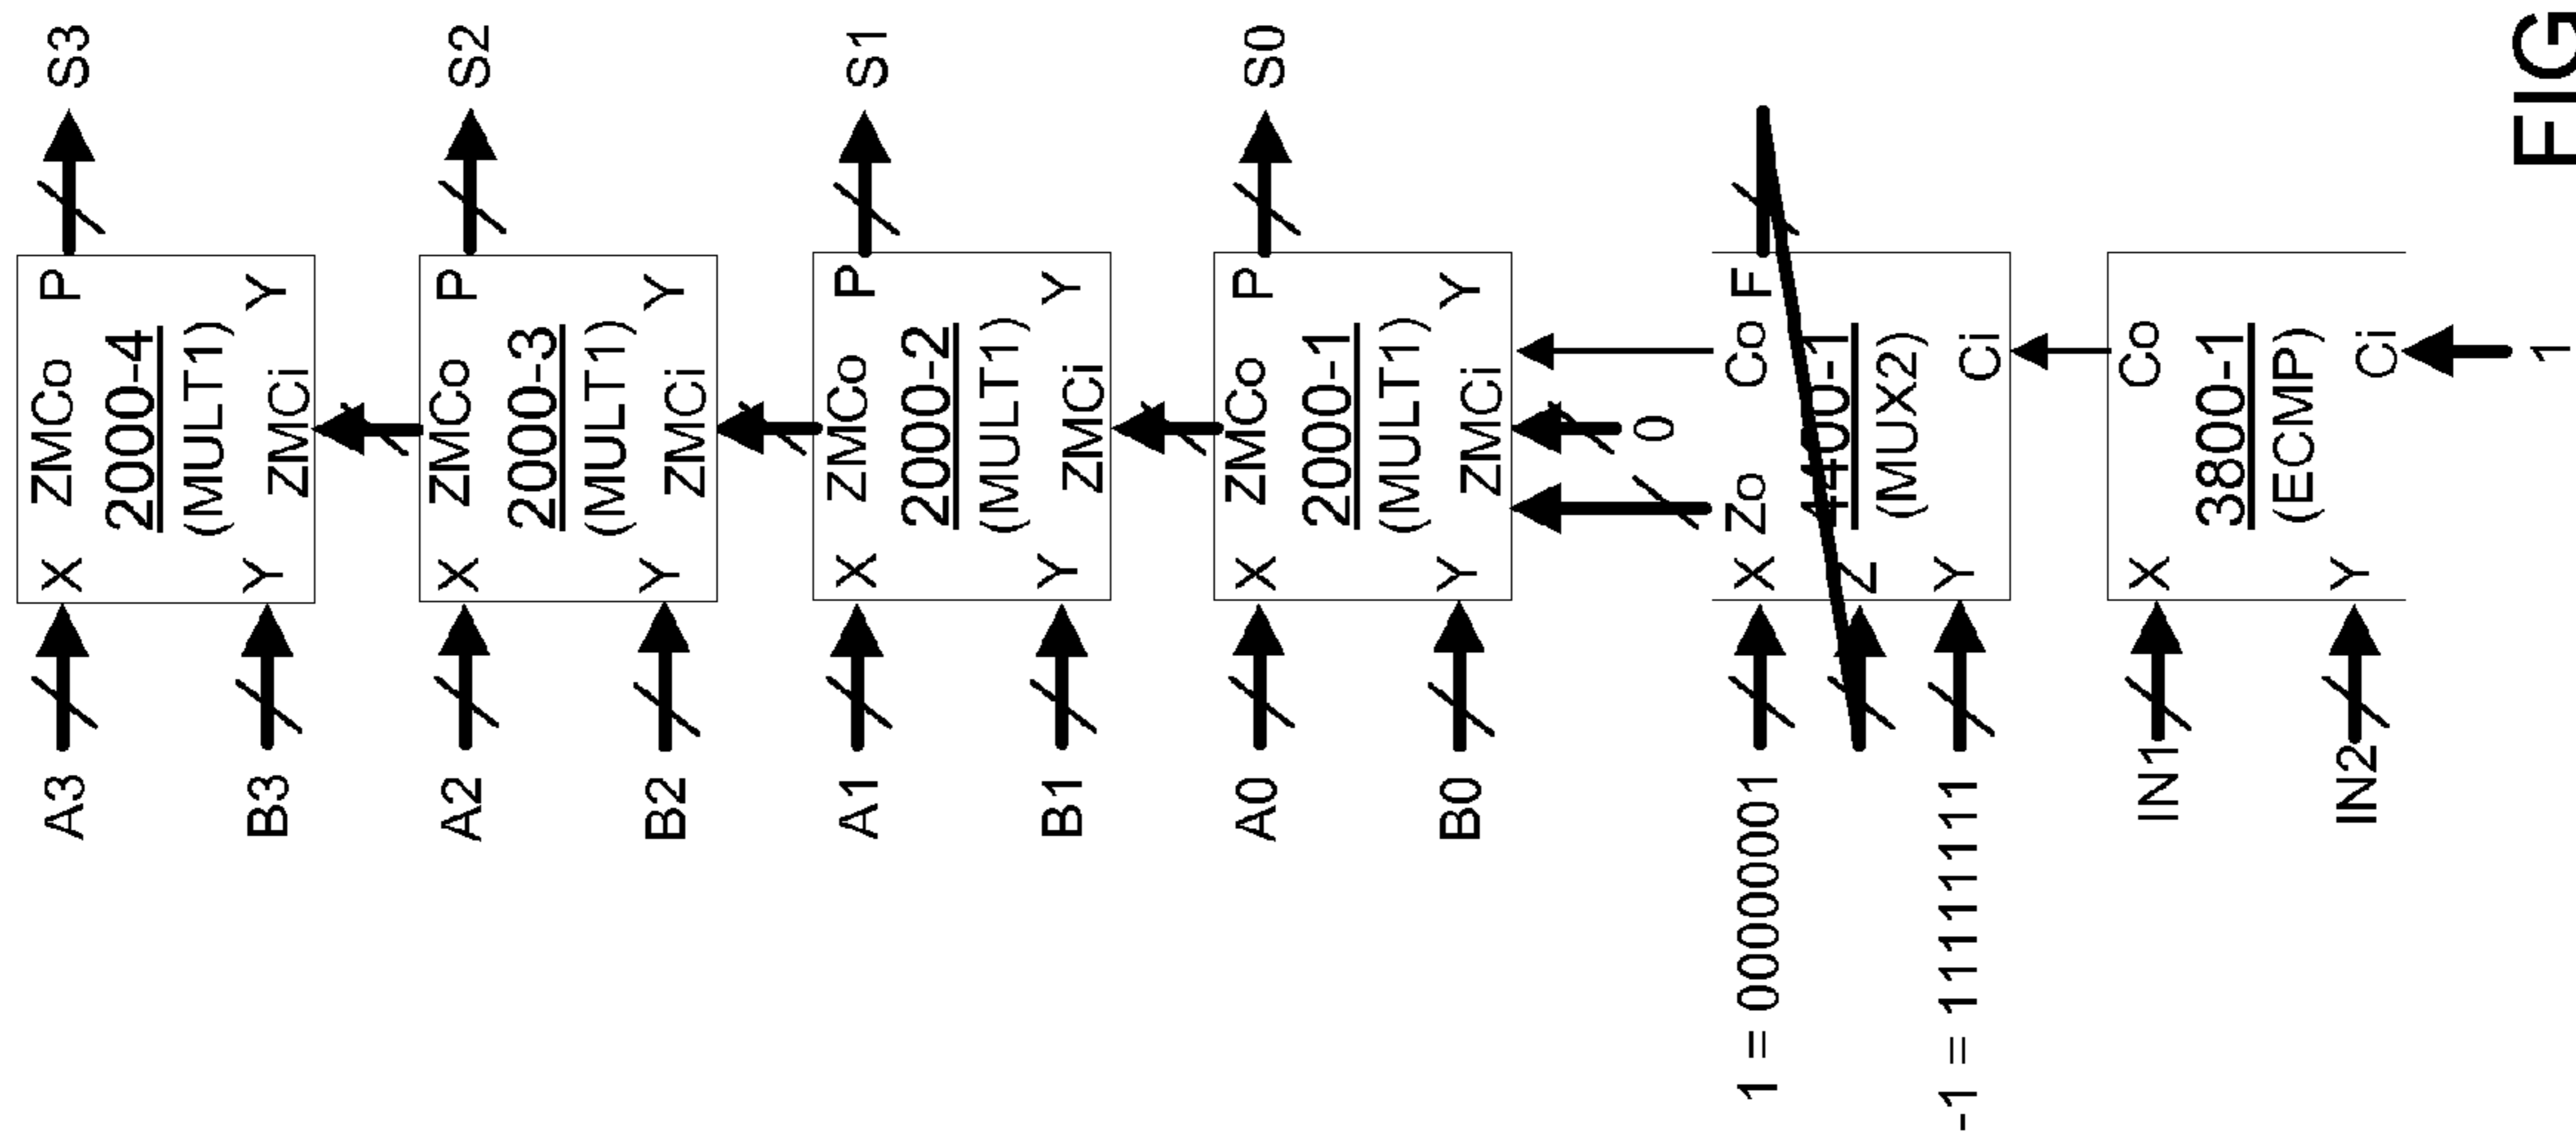 A3 X ZMCo P S3
2000-4
(MULT1)
B3 Y ZMCi Y
A2 X ZMCo P S2
2000-3
(MULT1)
B2 Y ZMCi Y
A1 X ZMCo P S1
2000-2
(MULT1)
B1 Y ZMCi Y
A0 X ZMCo P S0
2000-1
(MULT1)
B0 Y ZMCi Y
0
1 = 00000001 X Zo Co F
4400-1
Z
(MUX2)
-1 = 11111111 Y Ci
IN1 X Co
3800-1
(ECMP)
IN2 Y Ci
1
FIG